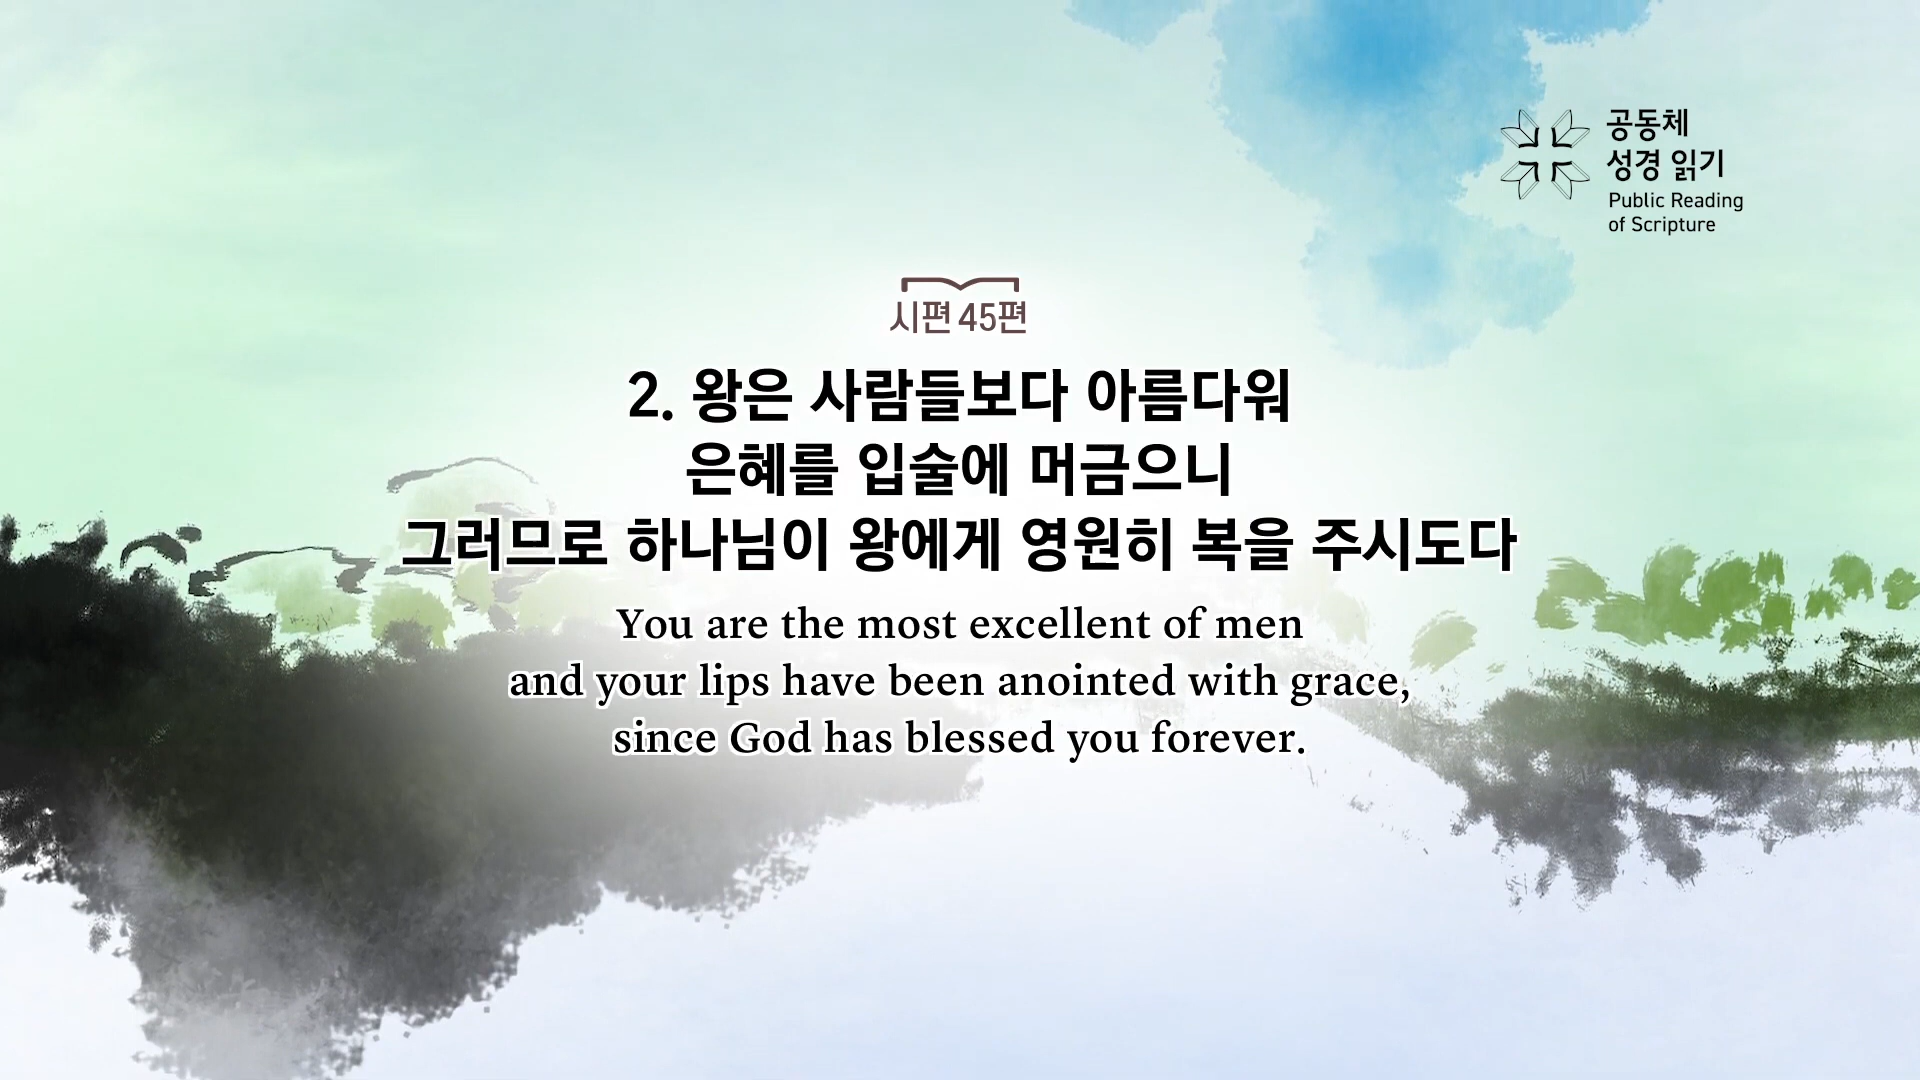 공동체
성경 읽기
Public Reading
of Scripture
시편 45편
2. 왕은 사람들보다 아름다워
은혜를 입술에 머금으니
그러므로 하나님이 왕에게 영원히 복을 주시도다
You are the most excellent of men
and your lips have been anointed with grace,
since God has blessed you forever.